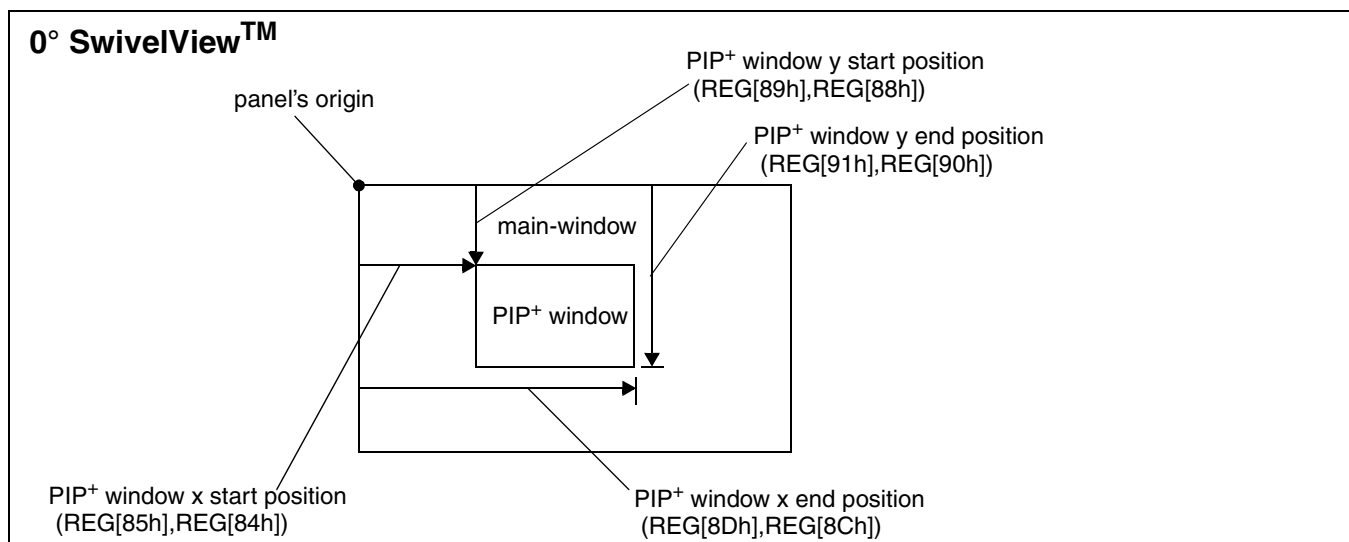 0° SwivelView™
PIP+ window y start position
(REG[89h],REG[88h])
panel's origin
PIP+ window y end position
(REG[91h],REG[90h])
main-window
PIP+ window
PIP+ window x start position
(REG[85h],REG[84h])
PIP+ window x end position
(REG[8Dh],REG[8Ch])